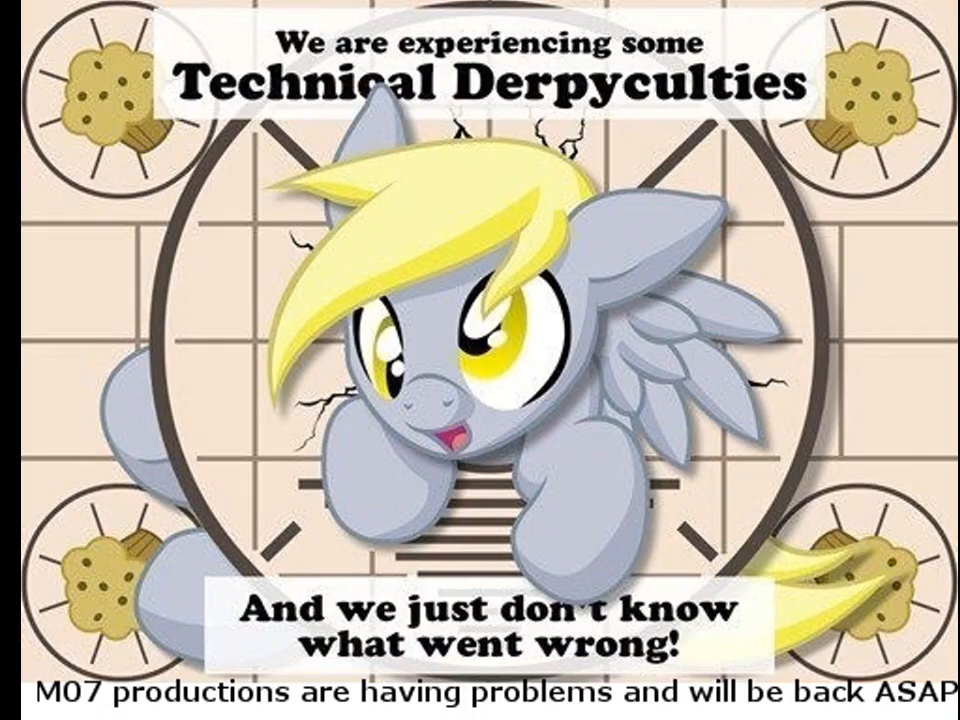 We are experiencing some
Technical Derpyculties
And we just don't know
what went wrong!
M07 productions are having problems and will be back ASAP